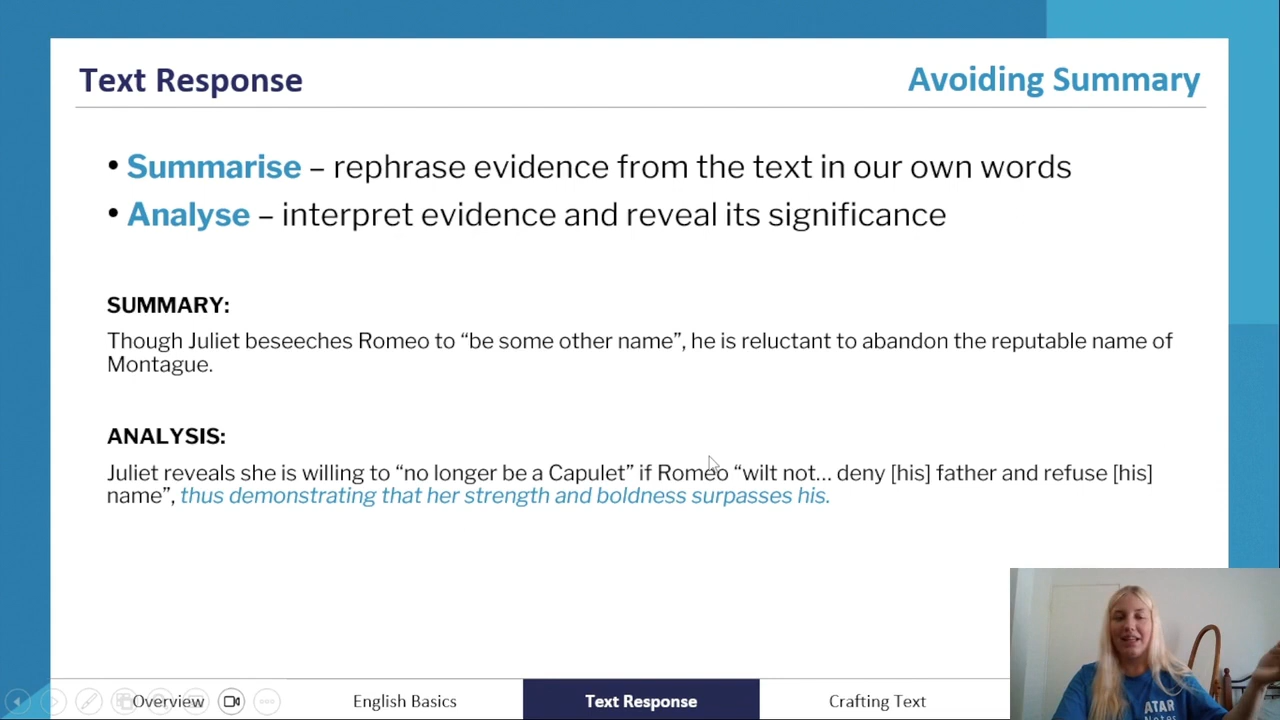 Text Response
Avoiding Summary
• Summarise – rephrase evidence from the text in our own words
• Analyse – interpret evidence and reveal its significance
SUMMARY:
Though Juliet beseeches Romeo to “be some other name”, he is reluctant to abandon the reputable name of
Montague.
ANALYSIS:
Juliet reveals she is willing to “no longer be a Capulet” if Romeo “wilt not... deny [his] father and refuse [his]
name”, thus demonstrating that her strength and boldness surpasses his.
Overview
English Basics
Text Response
Crafting Text
ATAR
Notes